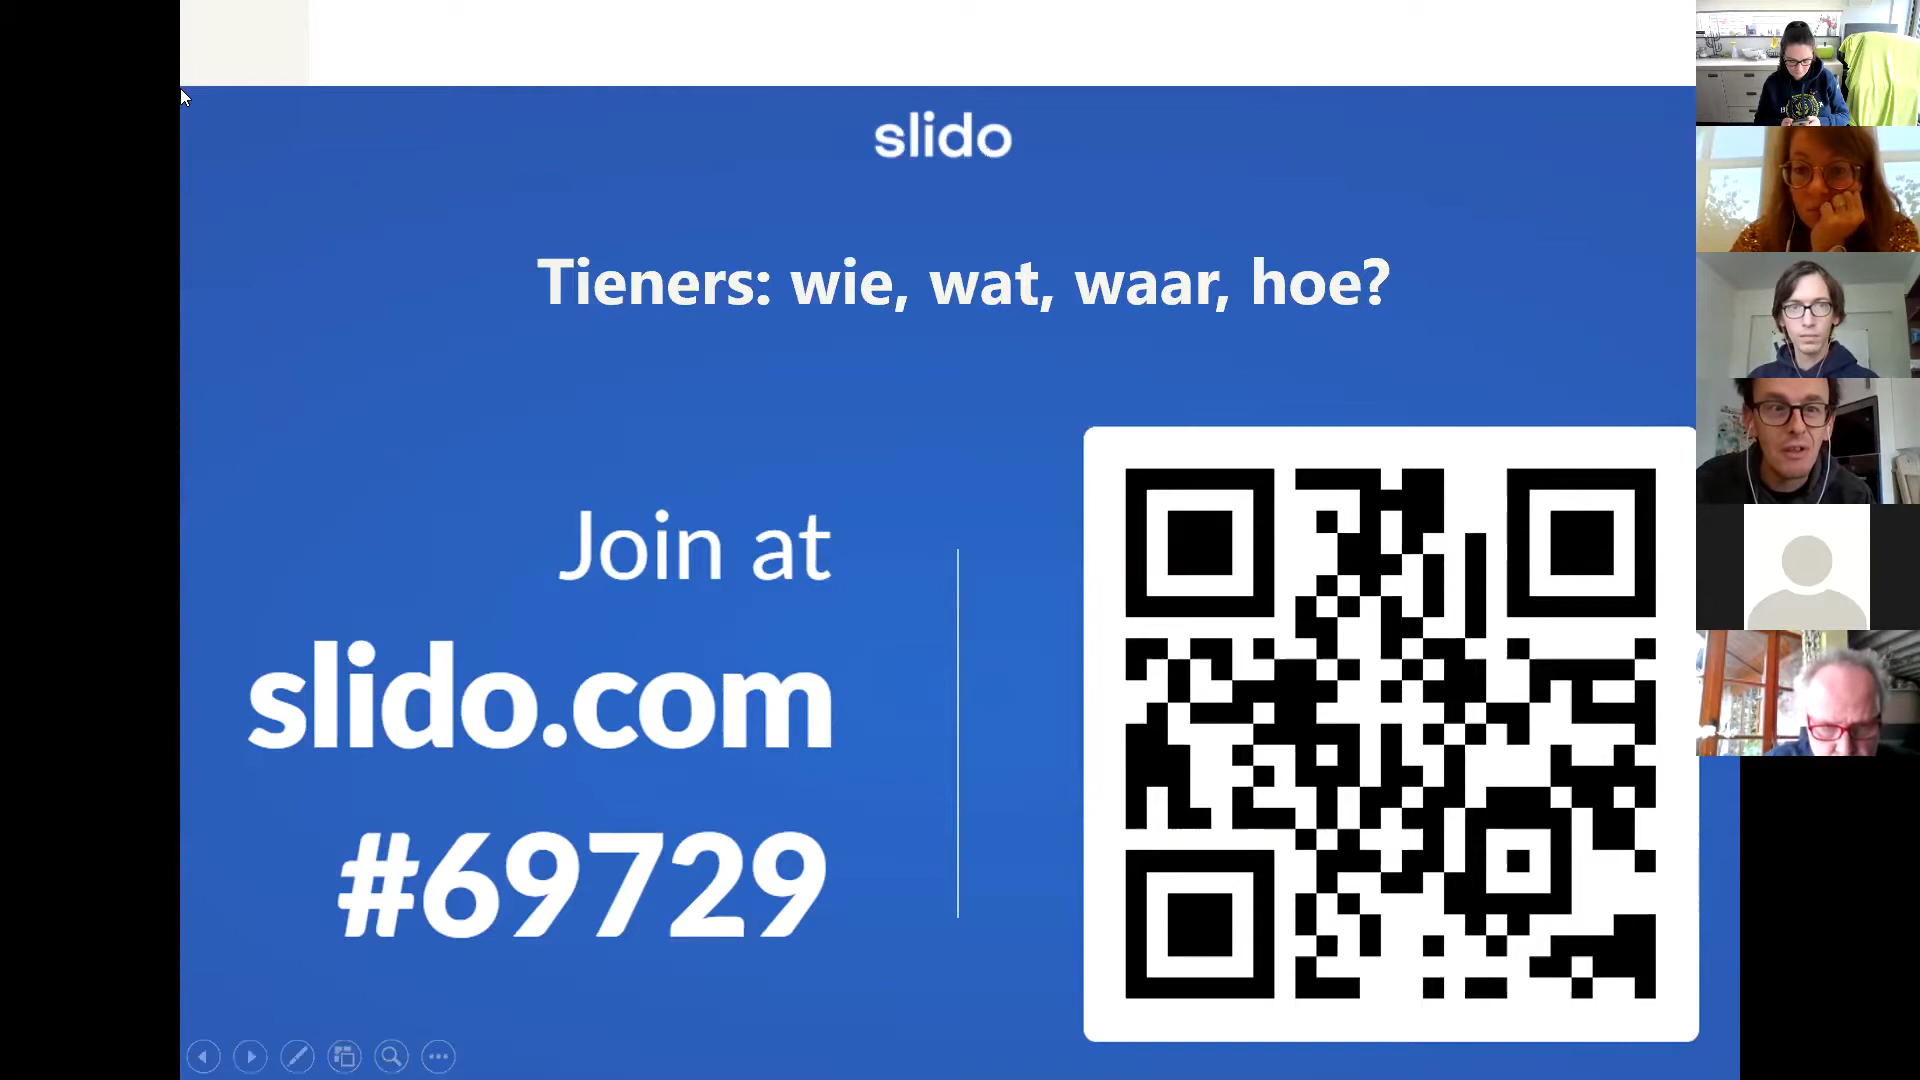 slido
Tieners: wie, wat, waar, hoe?
Join at
slido.com
#69729